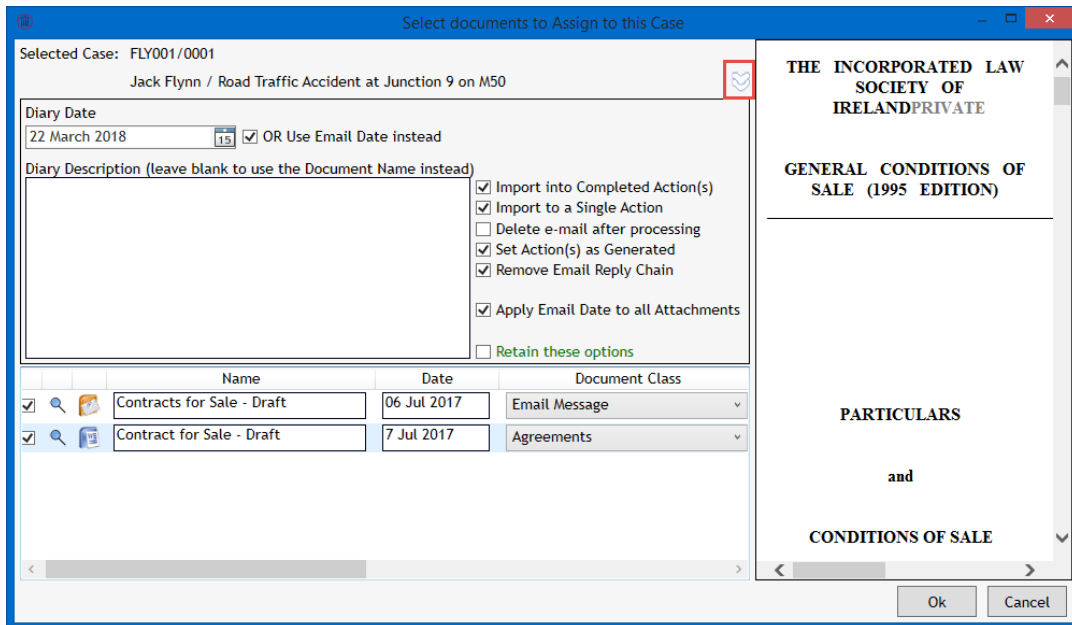 Select documents to Assign to this Case
Selected Case: FLY001/0001
Jack Flynn / Road Traffic Accident at Junction 9 on M50
Diary Date
22 March 2018 15 OR Use Email Date instead
Diary Description (leave blank to use the Document Name instead)
Import into Completed Action(s)
Import to a Single Action
Delete e-mail after processing
Set Action(s) as Generated
Remove Email Reply Chain
Apply Email Date to all Attachments
Retain these options
Name Date Document Class
Contracts for Sale - Draft 06 Jul 2017 Email Message
Contract for Sale - Draft 7 Jul 2017 Agreements
THE INCORPORATED LAW
SOCIETY OF
IRELANDPRIVATE
GENERAL CONDITIONS OF
SALE (1995 EDITION)
PARTICULARS
and
CONDITIONS OF SALE
Ok Cancel